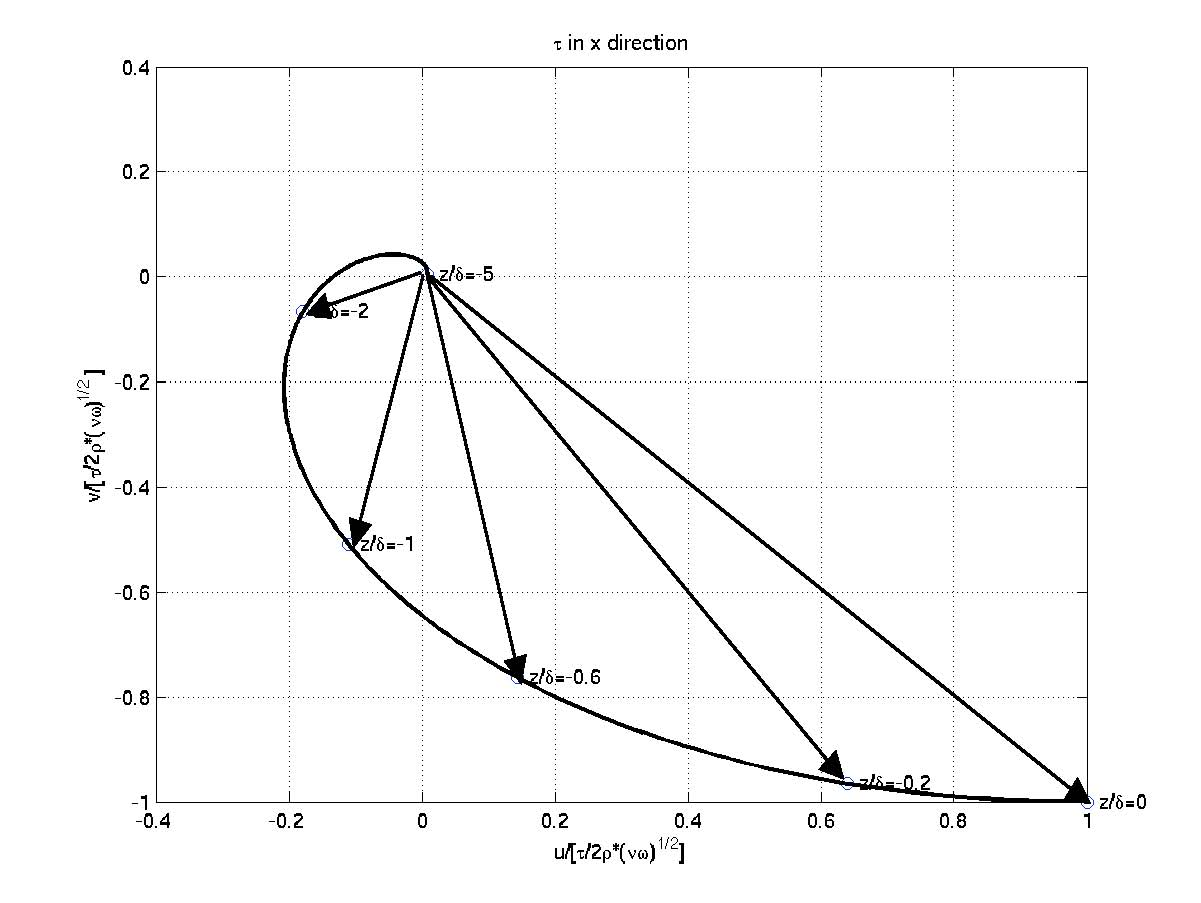 τ in x direction
0.4
0.2
0
-0.2
-0.4
-0.6
-0.8
-1
v/[τ/2ρ*(νω)^1/2]
z/δ=-5
δ=-2
z/δ=-1
z/δ=-0.6
z/δ=-0.2
z/δ=0
-0.4 -0.2 0 0.2 0.4 0.6 0.8 1
u/[τ/2ρ*(νω)^1/2]